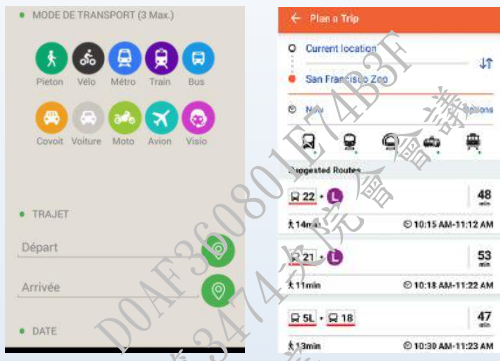 MODE DE TRANSPORT (3 Max.)
Pieton Vélo Métro Train Bus
Covoit Voiture Moto Avion Visio
TRAJET
Départ
Arrivée
DATE
Plan a Trip
Current location
San Francisco Zoo
Now Options
Suggested Routes
22 · L 48 min
14min 10:15 AM-11:12 AM
21 · L 53 min
11min 10:18 AM-11:22 AM
5L · 18 47 min
13min 10:30 AM-11:23 AM
D0AF360801E74B3F